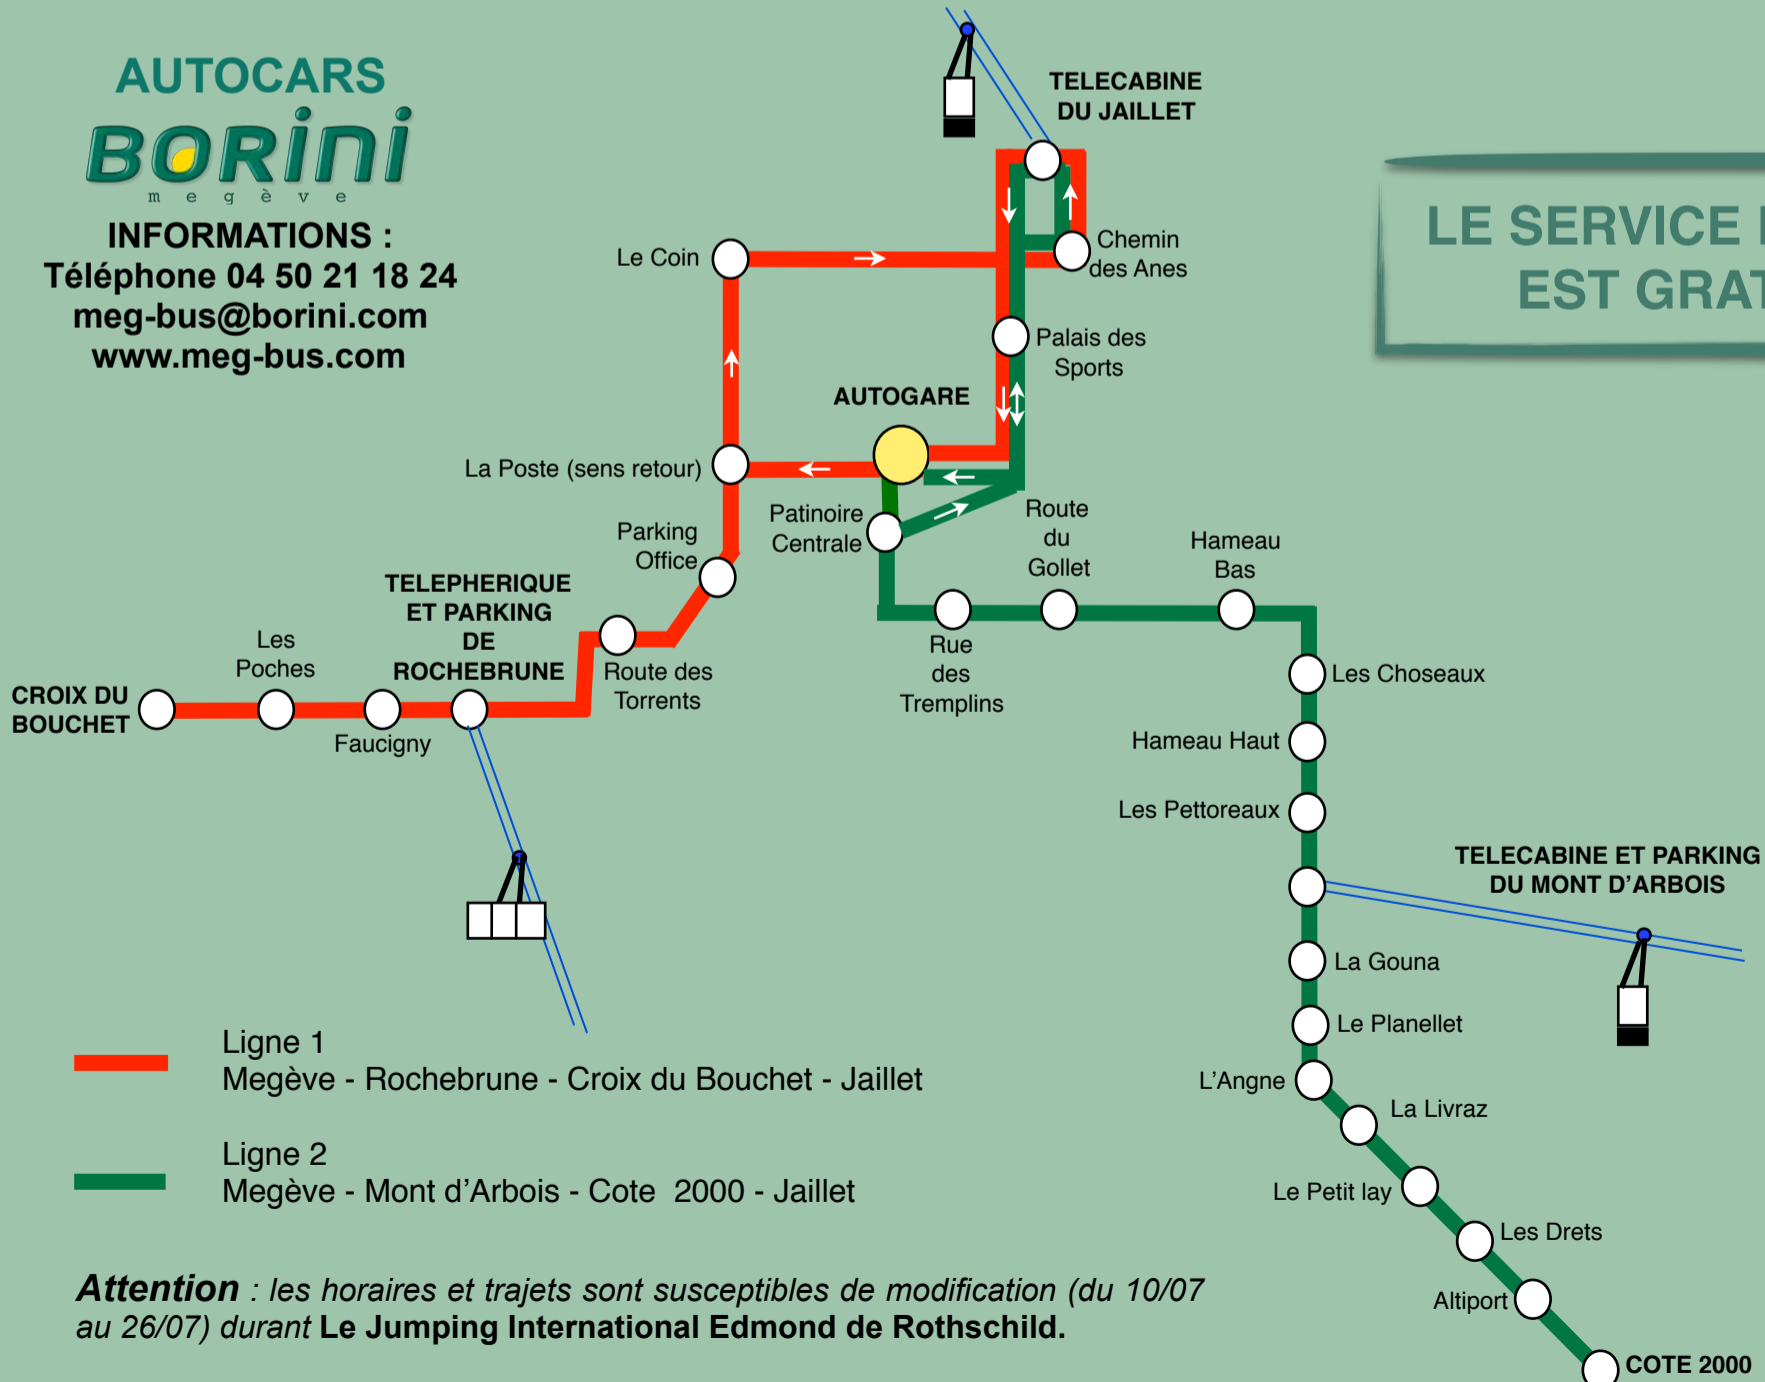 AUTOCARS
BORini
megève
INFORMATIONS :
Téléphone 04 50 21 18 24
meg-bus@borini.com
www.meg-bus.com
TELECABINE
DU JAILLET
LE SERVICE
EST
Le Coin
Chemin
des Anes
Palais des
Sports
AUTOGARE
La Poste (sens retour)
Patinoire
Centrale
Route
du
Gollet
Hameau
Bas
Parking
Office
TELEPHERIQUE
ET PARKING
DE
ROCHEBRUNE
Les
Poches
CROIX DU
BOUCHET
Faucigny
Route des
Torrents
Rue
des
Tremplins
Les Choseaux
Hameau Haut
Les Pettoreaux
TELECABINE ET PARKING
DU MONT D'ARBOIS
La Gouna
Le Planellet
L'Angne
La Livraz
Le Petit lay
Les Drets
Altiport
COTE 2000
Ligne 1
Megève - Rochebrune - Croix du Bouchet - Jaillet
Ligne 2
Megève - Mont d'Arbois - Cote 2000 - Jaillet
Attention : les horaires et trajets sont susceptibles de modification (du 10/07
au 26/07) durant Le Jumping International Edmond de Rothschild.